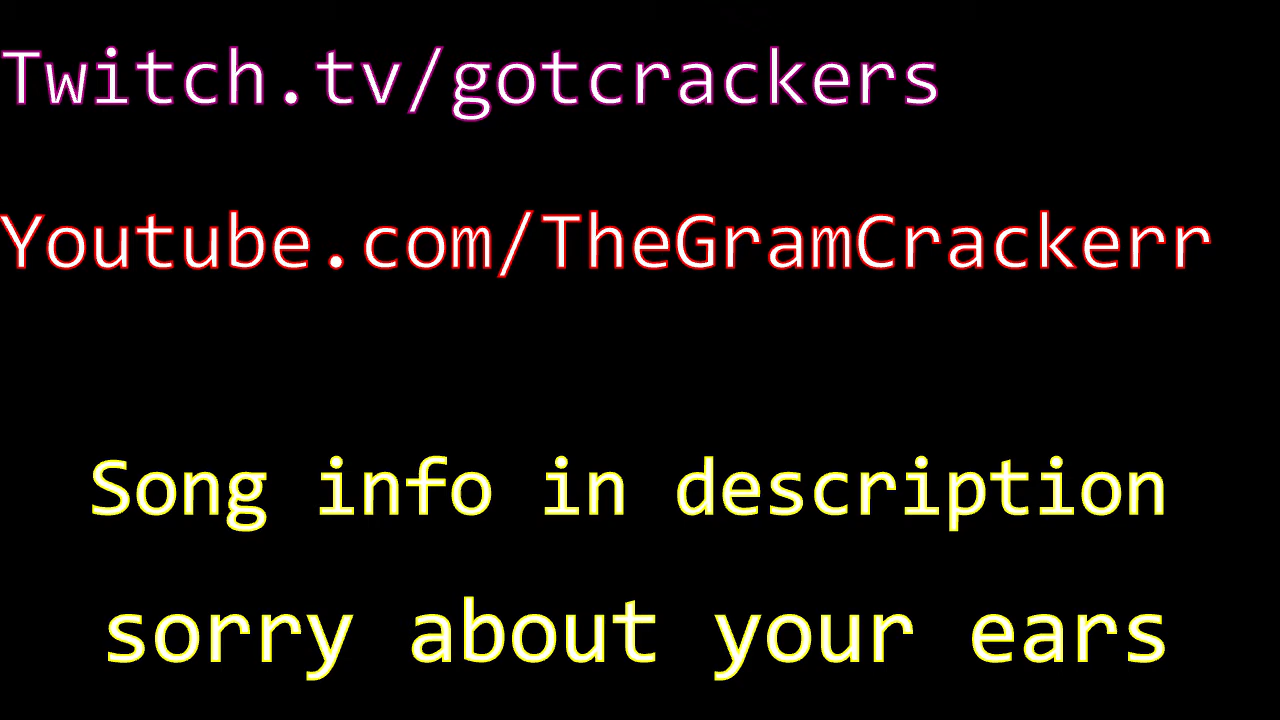 Twitch.tv/gotcrackers
Youtube.com/TheGramCrackerr
Song info in description
sorry about your ears